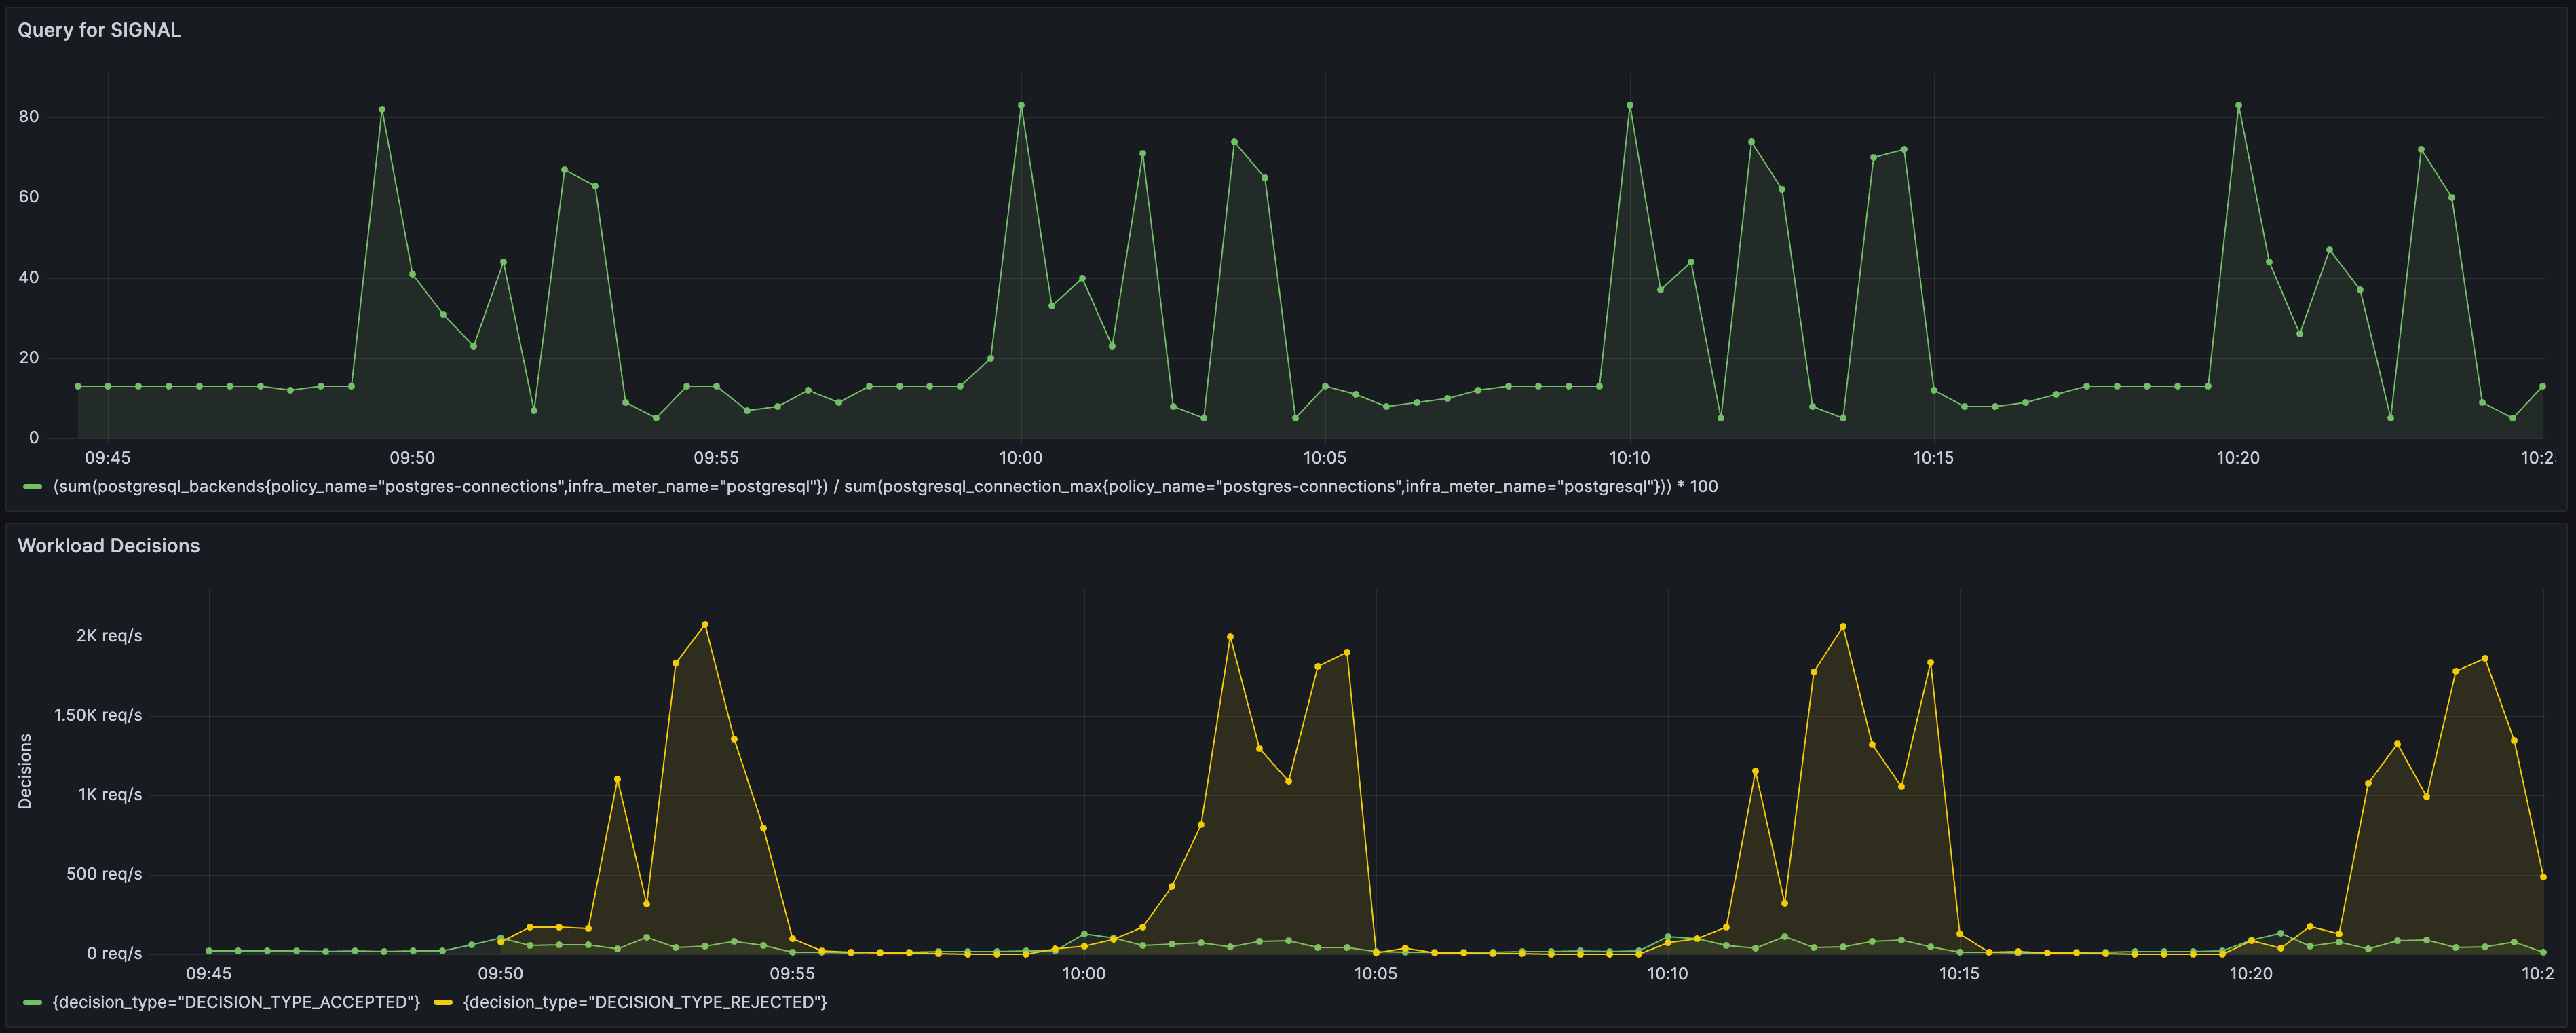 Query for SIGNAL
80
60
40
20
0
09:45 09:50 09:55 10:00 10:05 10:10 10:15 10:20 10:2
(sum(postgresql_backends{policy_name="postgres-connections",infra_meter_name="postgresql"}) / sum(postgresql_connection_max{policy_name="postgres-connections",infra_meter_name="postgresql"})) * 100
Workload Decisions
Decisions
2K req/s
1.50K req/s
1K req/s
500 req/s
0 req/s
09:45 09:50 09:55 10:00 10:05 10:10 10:15 10:20 10:2
{decision_type="DECISION_TYPE_ACCEPTED"} {decision_type="DECISION_TYPE_REJECTED"}